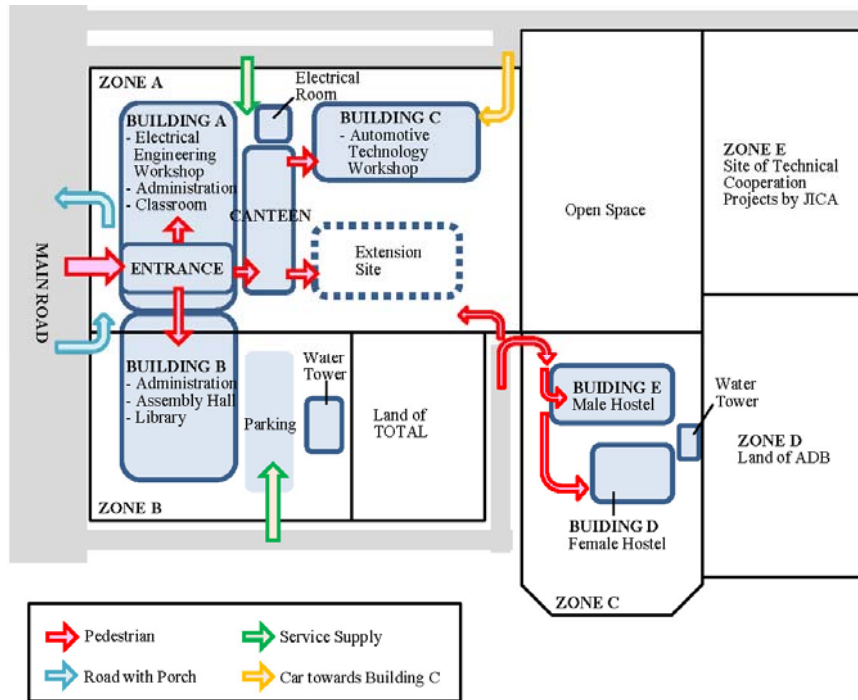 ZONE A
Electrical
Room
BUILDING A
- Electrical
Engineering
Workshop
- Administration
- Classroom
BUILDING C
- Automotive
Technology
Workshop
CANTEEN
MAIN ROAD
ENTRANCE
Extension
Site
Open Space
ZONE E
Site of Technical
Cooperation
Projects by JICA
BUILDING B
- Administration
- Assembly Hall
- Library
Parking
Water
Tower
Land of
TOTAL
ZONE B
BUIDING E
Male Hostel
Water
Tower
ZONE D
Land of ADB
BUIDING D
Female Hostel
ZONE C
Pedestrian
Service Supply
Road with Porch
Car towards Building C